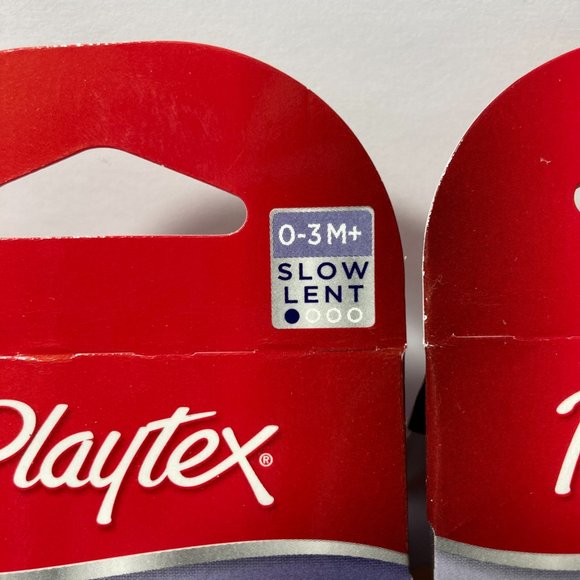 0-3M+
SLOW
LENT
Playtex®